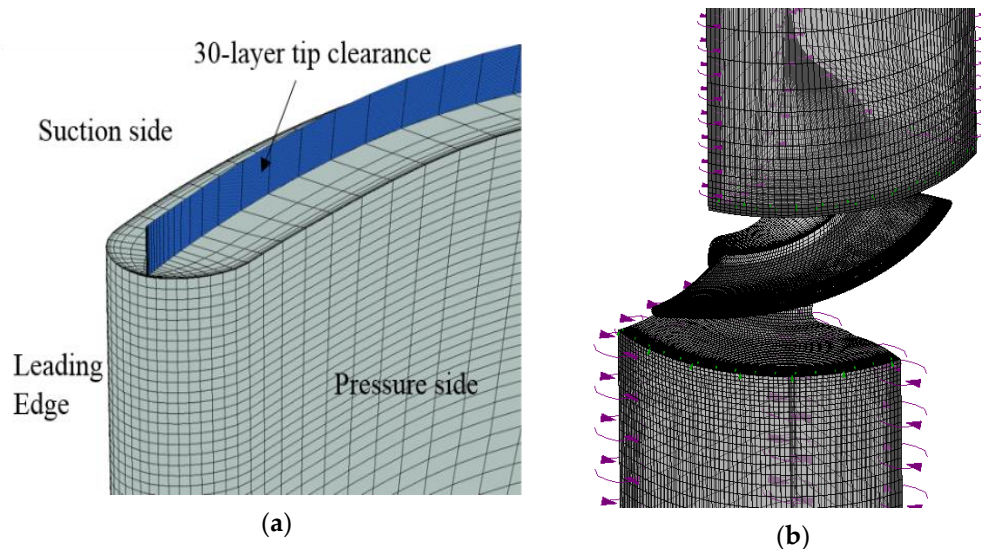 30-layer tip clearance
Suction side
Leading
Edge
Pressure side
(a)
(b)